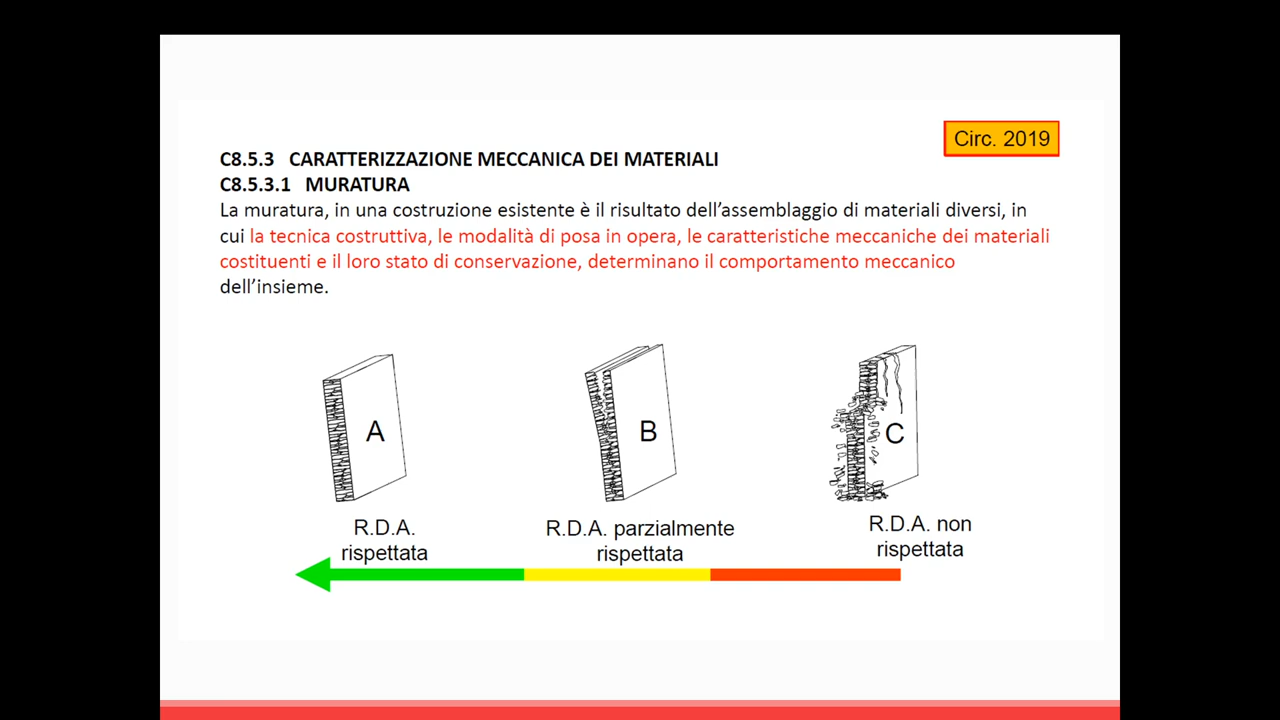 Circ. 2019
C8.5.3 CARATTERIZZAZIONE MECCANICA DEI MATERIALI
C8.5.3.1 MURATURA
La muratura, in una costruzione esistente è il risultato dell’assemblaggio di materiali diversi, in
cui la tecnica costruttiva, le modalità di posa in opera, le caratteristiche meccaniche dei materiali
costituenti e il loro stato di conservazione, determinano il comportamento meccanico
dell’insieme.
A
B
C
R.D.A.
rispettata
R.D.A. parzialmente
rispettata
R.D.A. non
rispettata